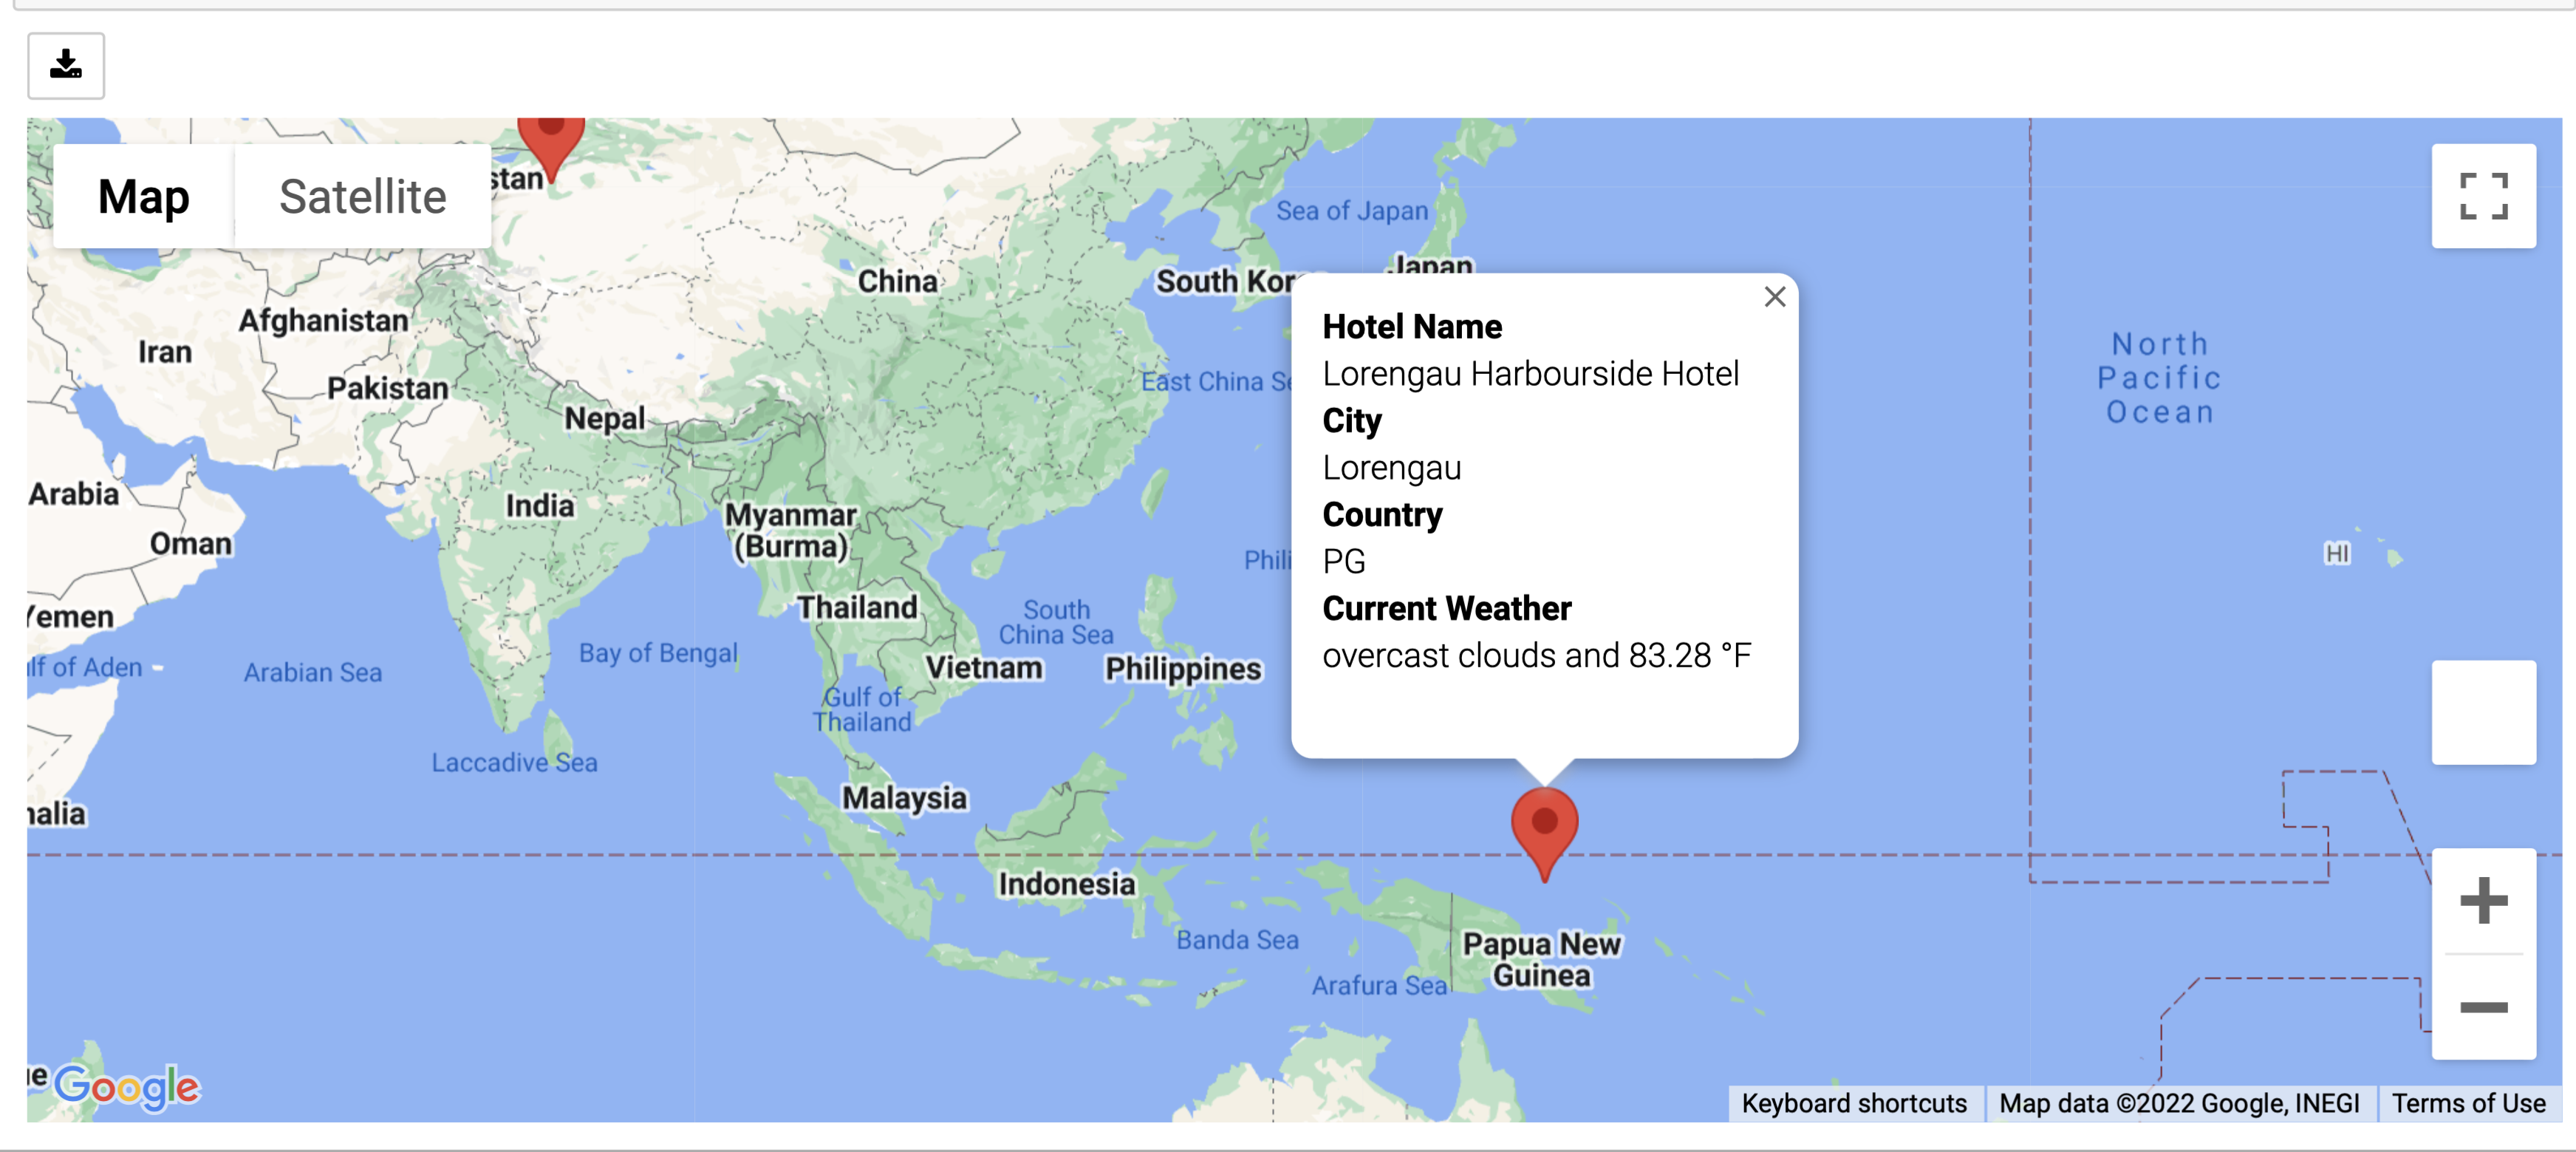 Map
Satellite
stan
Sea of Japan
China
South Kor
Japan
Afghanistan
Iran
Pakistan
East China Se
Nepal
Hotel Name
Lorengau Harbourside Hotel
City
Lorengau
Country
PG
Current Weather
overcast clouds and 83.28 °F
North
Pacific
Ocean
Arabia
India
Oman
Myanmar
(Burma)
Phili
HI
Yemen
Thailand
South
China Sea
lf of Aden
Arabian Sea
Bay of Bengal
Vietnam
Philippines
Gulf of
Thailand
Laccadive Sea
Malaysia
nalia
Indonesia
Banda Sea
Papua New
Guinea
Arafura Sea
ie
Google
Keyboard shortcuts
Map data ©2022 Google, INEGI
Terms of Use